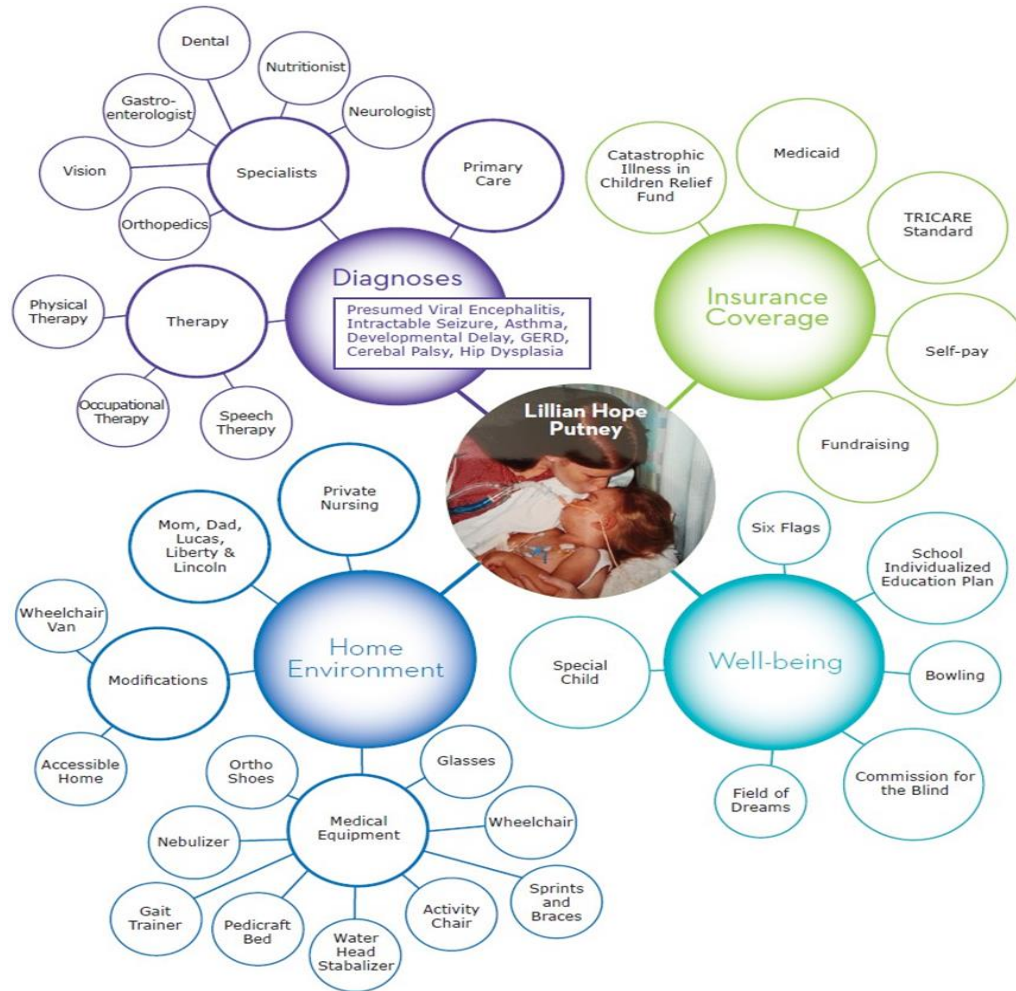 Dental
Nutritionist
Gastro-
enterologist
Neurologist
Vision
Specialists
Orthopedics
Primary
Care
Diagnoses
Presumed Viral Encephalitis,
Intractable Seizure, Asthma,
Developmental Delay, GERD,
Cerebal Palsy, Hip Dysplasia
Physical
Therapy
Therapy
Occupational
Therapy
Speech
Therapy
Catastrophic
Illness in
Children Relief
Fund
Medicaid
TRICARE
Standard
Insurance
Coverage
Self-pay
Fundraising
Lillian Hope
Putney
Private
Nursing
Mom, Dad,
Lucas,
Liberty &
Lincoln
Wheelchair
Van
Modifications
Home
Environment
Accessible
Home
Ortho
Shoes
Glasses
Medical
Equipment
Wheelchair
Nebulizer
Gait
Trainer
Pedicraft
Bed
Water
Head
Stabalizer
Activity
Chair
Sprints
and
Braces
Six Flags
School
Individualized
Education Plan
Special
Child
Well-being
Bowling
Field of
Dreams
Commission for
the Blind